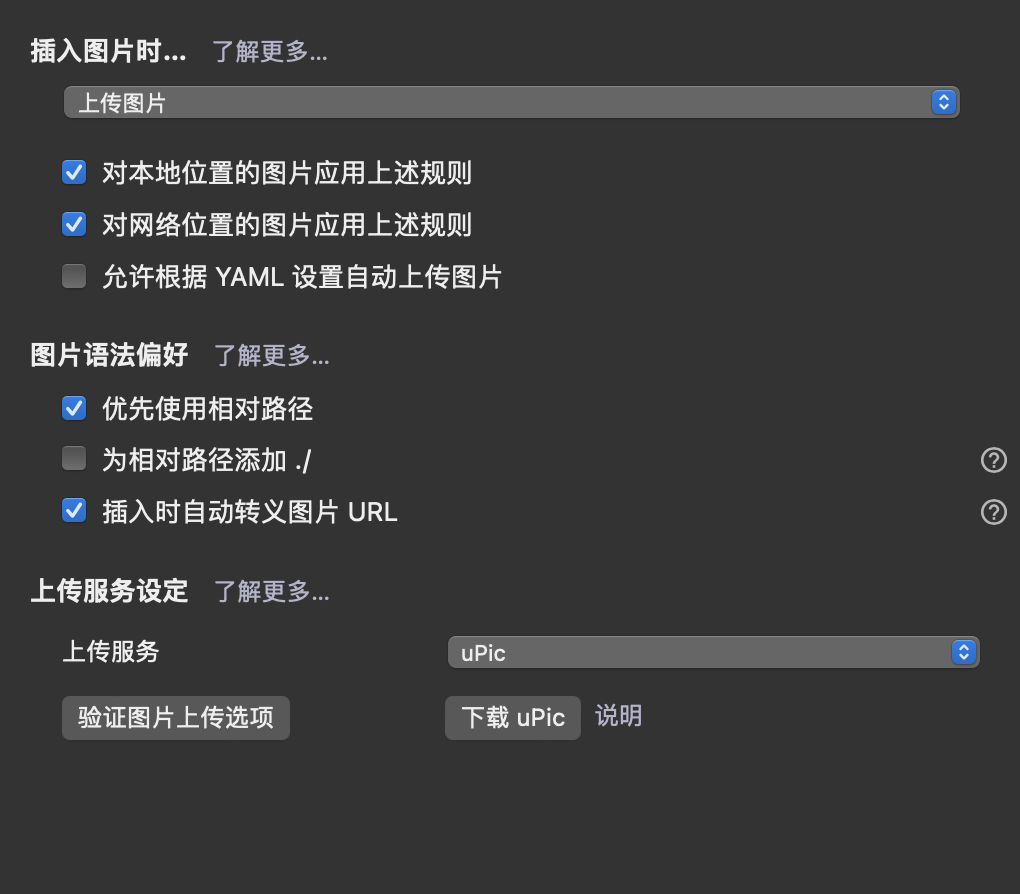 插入图片时... 了解更多...
上传图片
对本地位置的图片应用上述规则
对网络位置的图片应用上述规则
允许根据 YAML 设置自动上传图片
图片语法偏好 了解更多...
优先使用相对路径
为相对路径添加 ./
?
插入时自动转义图片 URL
?
上传服务设定 了解更多...
上传服务 uPic
验证图片上传选项 下载 uPic 说明